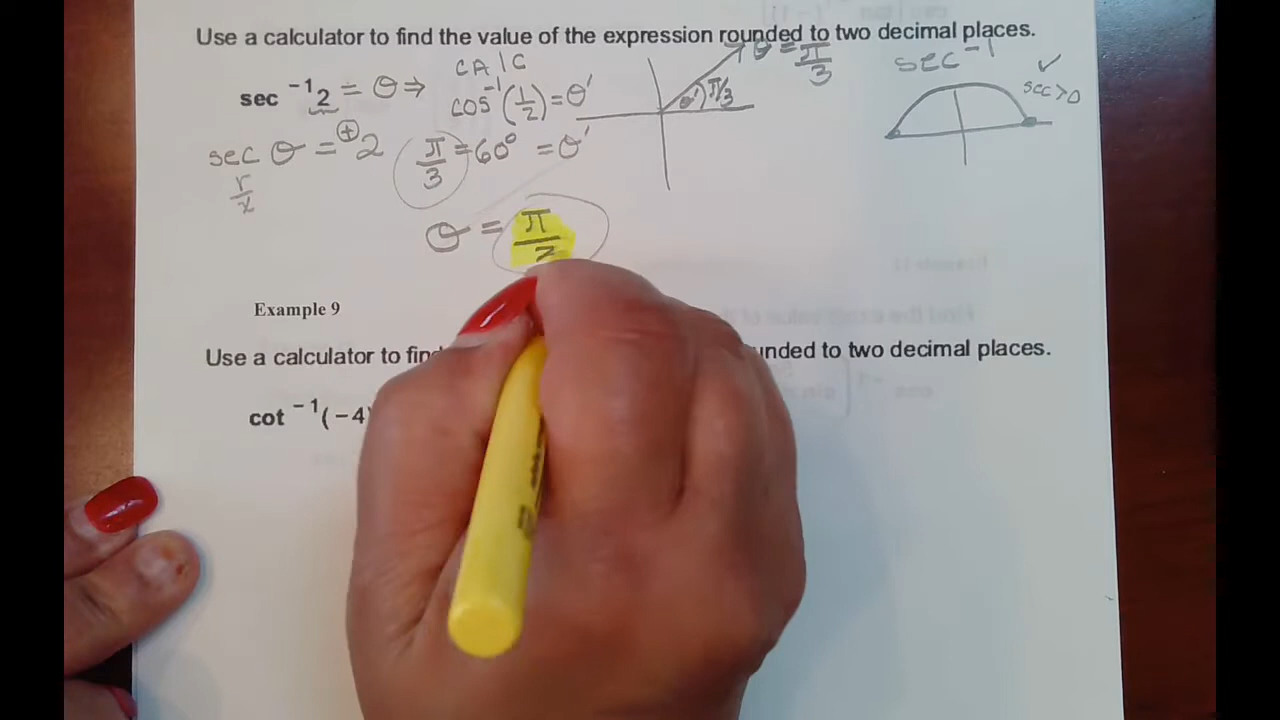 Use a calculator to find the value of the expression rounded to two decimal places.
sec⁻¹2 = θ ⇒
CALC
cos⁻¹(1/2) = θ'
π/3 = 60° = θ'
sec θ = ⊕2
r/x
θ' π/3
θ = π/3
sec⁻¹
✓
sec>0
θ = π
Example 9
Use a calculator to find
unded to two decimal places.
cot⁻¹(−4